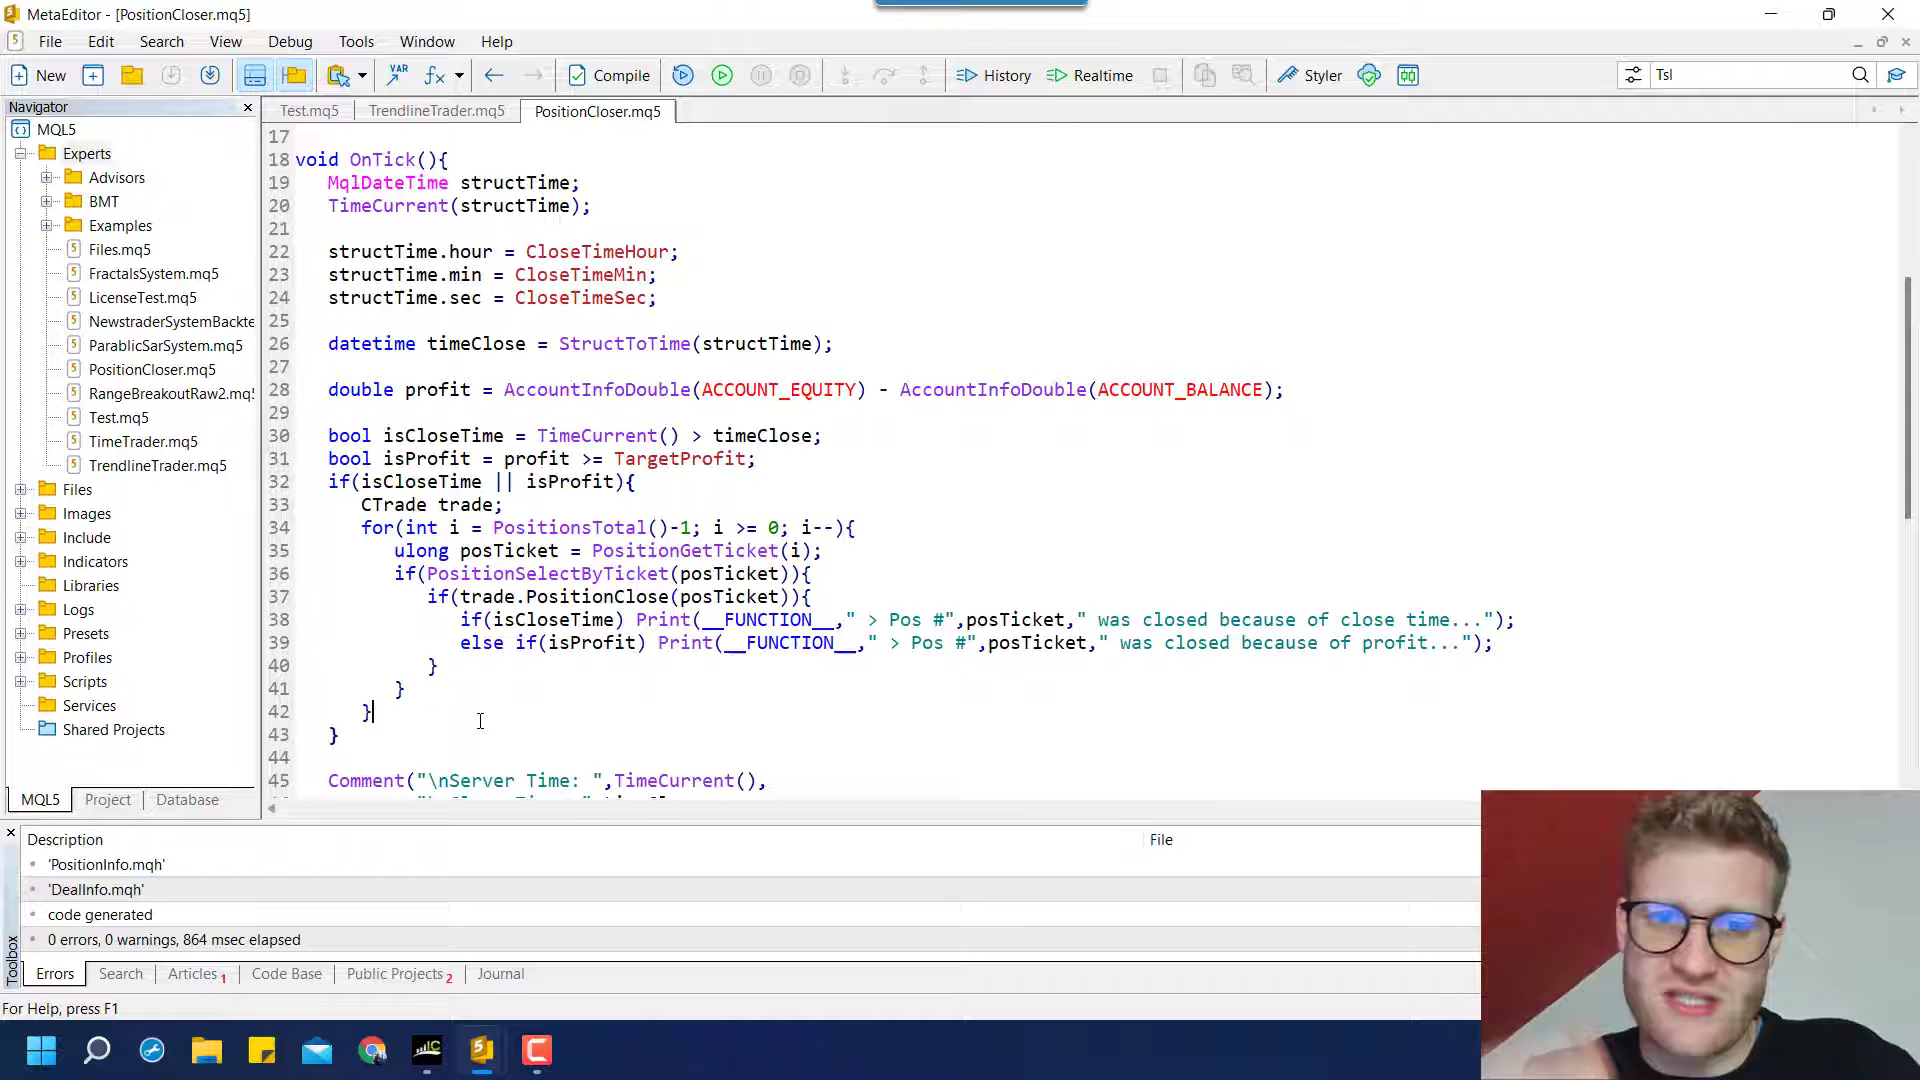 MetaEditor - [PositionCloser.mq5]
File Edit Search View Debug Tools Window Help
New VAR Compile History Realtime Styler Tsl
Navigator
Test.mq5 TrendlineTrader.mq5 PositionCloser.mq5
MQL5
Experts
Advisors
BMT
Examples
Files.mq5
FractalsSystem.mq5
LicenseTest.mq5
NewstraderSystemBackte
ParablicSarSystem.mq5
PositionCloser.mq5
RangeBreakoutRaw2.mq5
Test.mq5
TimeTrader.mq5
TrendlineTrader.mq5
Files
Images
Include
Indicators
Libraries
Logs
Presets
Profiles
Scripts
Services
Shared Projects
MQL5 Project Database
17
18 void OnTick(){
19 MqlDateTime structTime;
20 TimeCurrent(structTime);
21
22 structTime.hour = CloseTimeHour;
23 structTime.min = CloseTimeMin;
24 structTime.sec = CloseTimeSec;
25
26 datetime timeClose = StructToTime(structTime);
27
28 double profit = AccountInfoDouble(ACCOUNT_EQUITY) - AccountInfoDouble(ACCOUNT_BALANCE);
29
30 bool isCloseTime = TimeCurrent() > timeClose;
31 bool isProfit = profit >= TargetProfit;
32 if(isCloseTime || isProfit){
33 CTrade trade;
34 for(int i = PositionsTotal()-1; i >= 0; i--){
35 ulong posTicket = PositionGetTicket(i);
36 if(PositionSelectByTicket(posTicket)){
37 if(trade.PositionClose(posTicket)){
38 if(isCloseTime) Print(__FUNCTION__," > Pos #",posTicket," was closed because of close time...");
39 else if(isProfit) Print(__FUNCTION__," > Pos #",posTicket," was closed because of profit...");
40 }
41 }
42 }
43 }
44
45 Comment("\nServer Time: ",TimeCurrent(),
Description File
'PositionInfo.mqh'
'DealInfo.mqh'
code generated
0 errors, 0 warnings, 864 msec elapsed
Toolbox
Errors Search Articles 1 Code Base Public Projects 2 Journal
For Help, press F1